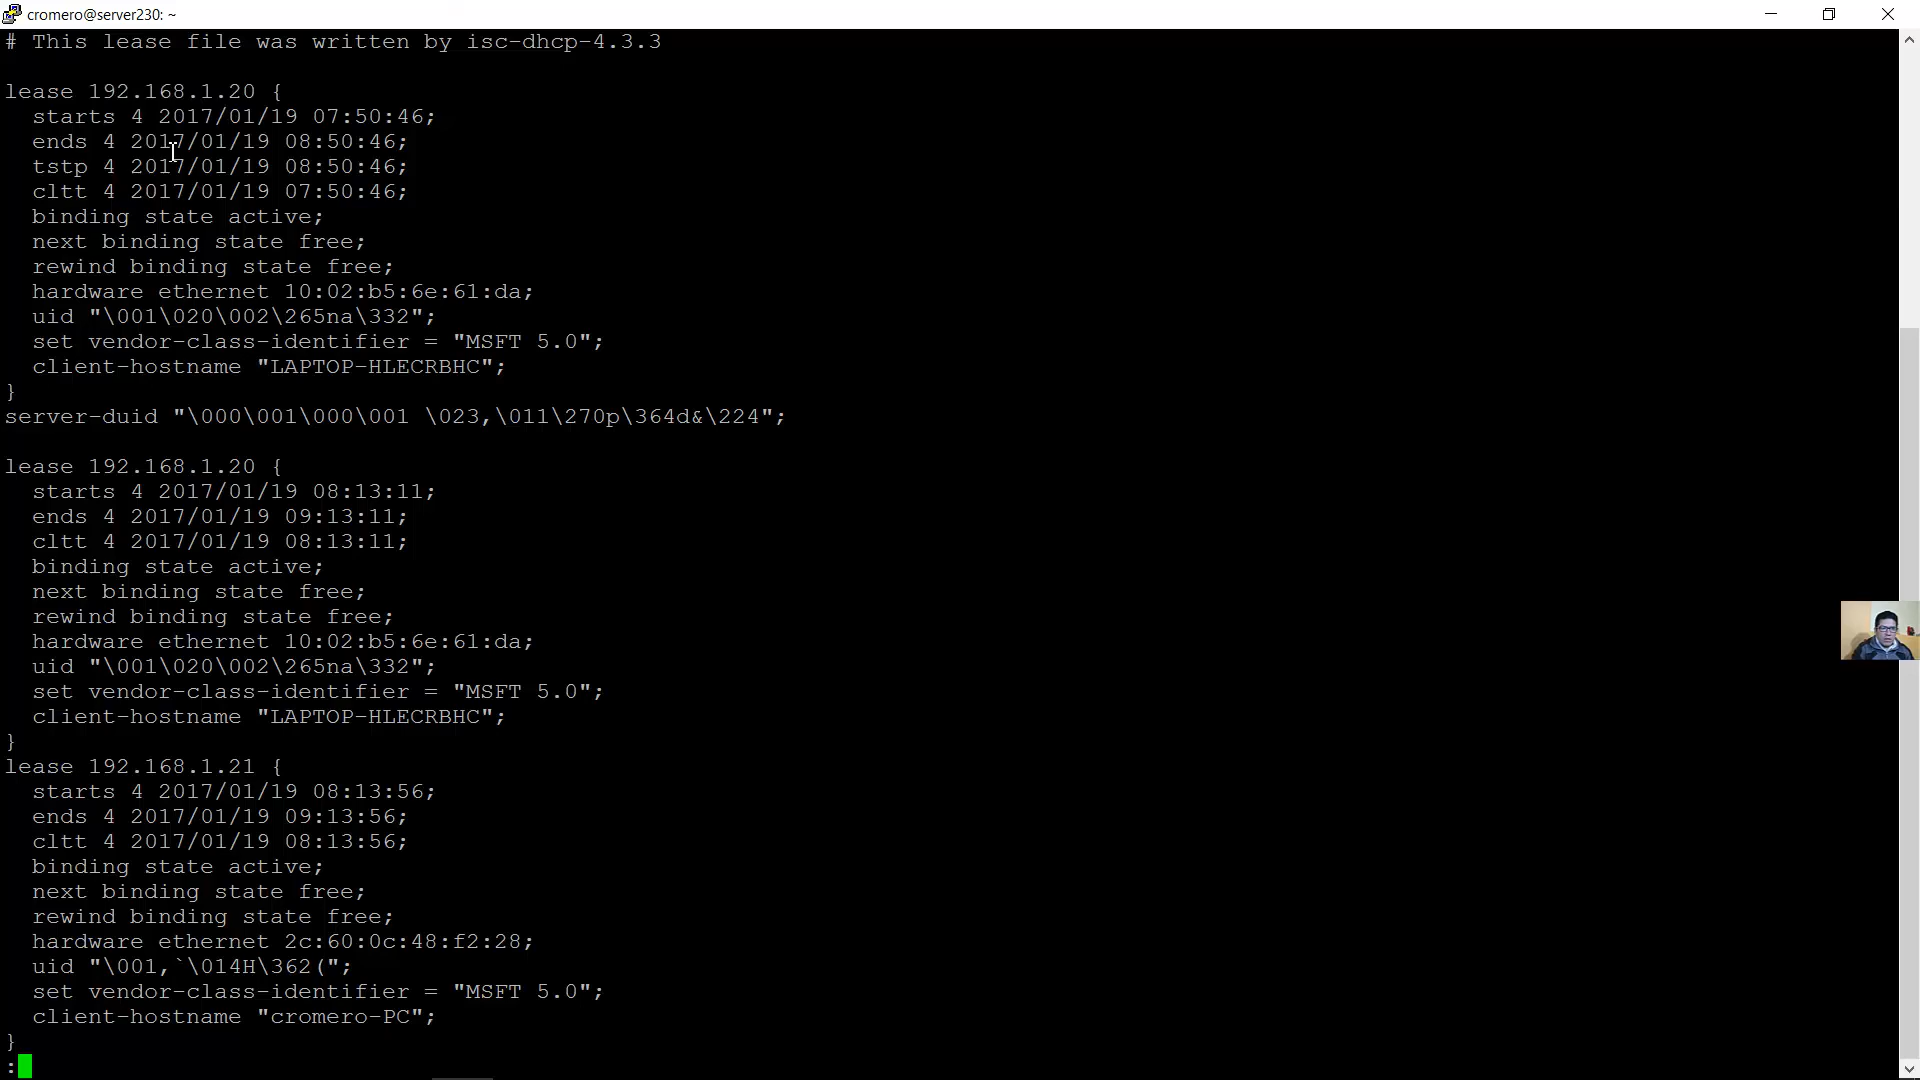 cromero@server230: ~
# This lease file was written by isc-dhcp-4.3.3
lease 192.168.1.20 {
starts 4 2017/01/19 07:50:46;
ends 4 2017/01/19 08:50:46;
tstp 4 2017/01/19 08:50:46;
cltt 4 2017/01/19 07:50:46;
binding state active;
next binding state free;
rewind binding state free;
hardware ethernet 10:02:b5:6e:61:da;
uid "\001\020\002\265na\332";
set vendor-class-identifier = "MSFT 5.0";
client-hostname "LAPTOP-HLECRBHC";
}
server-duid "\000\001\000\001 \023,\011\270p\364d&\224";
lease 192.168.1.20 {
starts 4 2017/01/19 08:13:11;
ends 4 2017/01/19 09:13:11;
cltt 4 2017/01/19 08:13:11;
binding state active;
next binding state free;
rewind binding state free;
hardware ethernet 10:02:b5:6e:61:da;
uid "\001\020\002\265na\332";
set vendor-class-identifier = "MSFT 5.0";
client-hostname "LAPTOP-HLECRBHC";
}
lease 192.168.1.21 {
starts 4 2017/01/19 08:13:56;
ends 4 2017/01/19 09:13:56;
cltt 4 2017/01/19 08:13:56;
binding state active;
next binding state free;
rewind binding state free;
hardware ethernet 2c:60:0c:48:f2:28;
uid "\001,`\014H\362(";
set vendor-class-identifier = "MSFT 5.0";
client-hostname "cromero-PC";
}
: